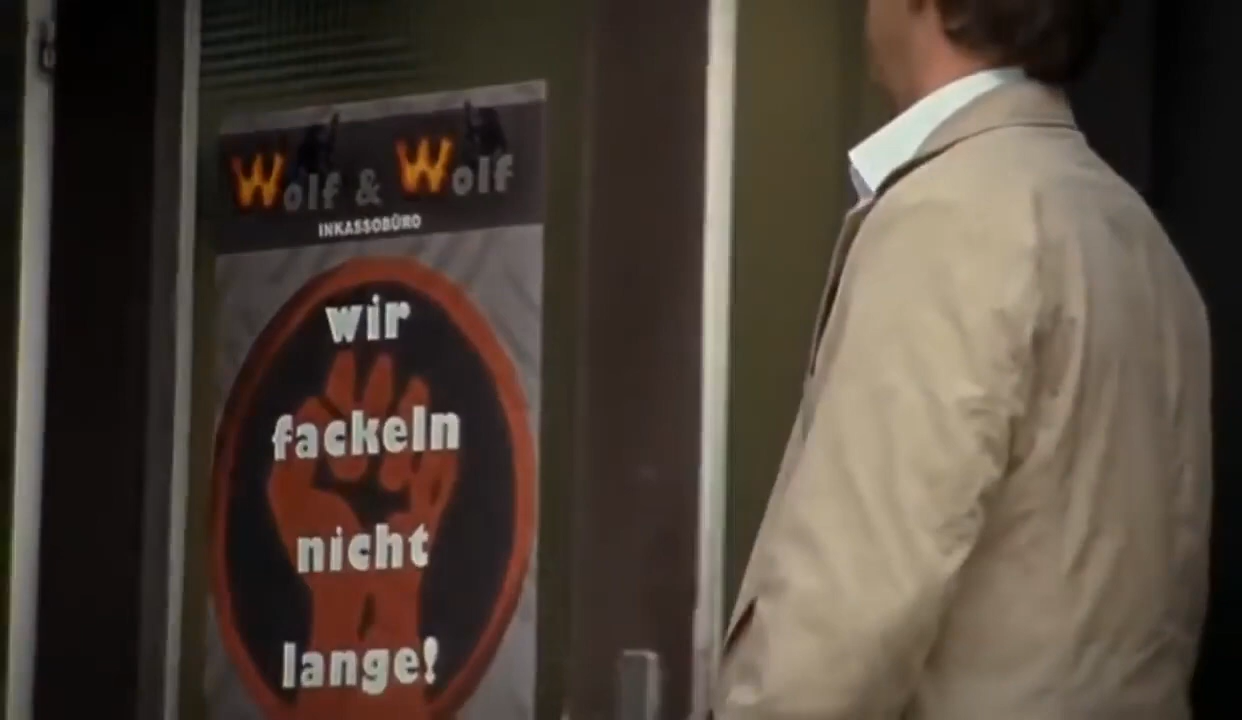 Wolf & Wolf
INKASSOBÜRO
wir
fackeln
nicht
lange!